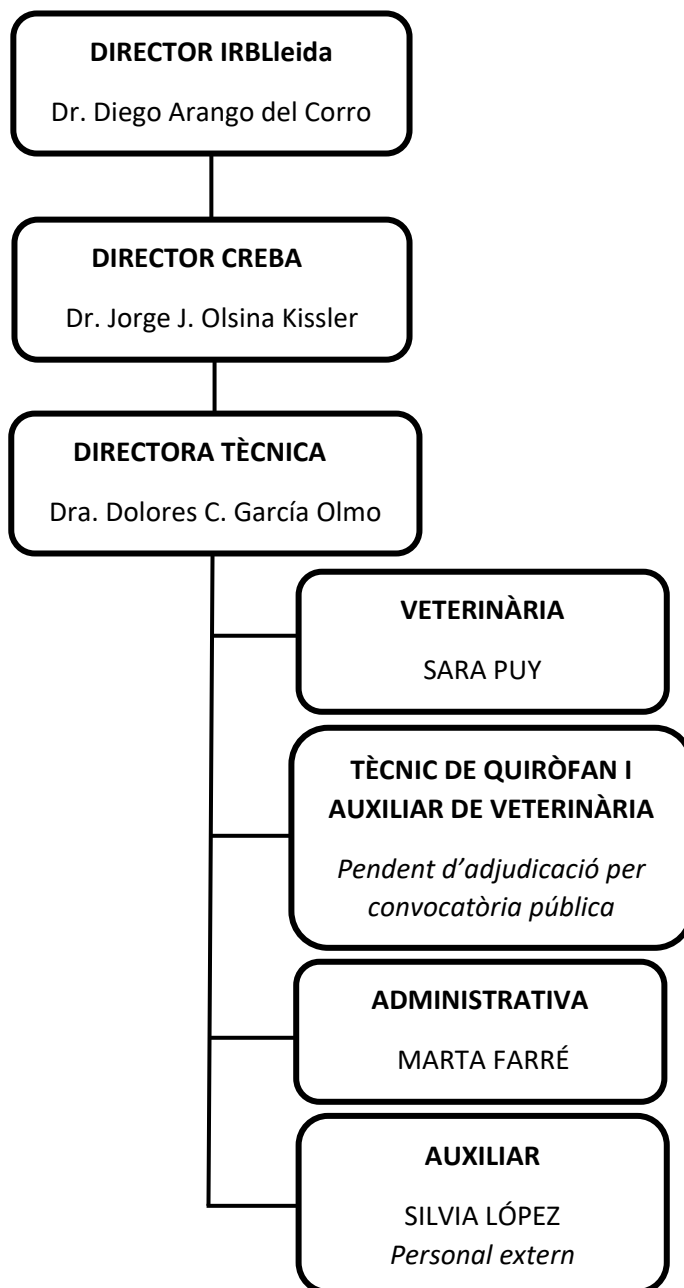 DIRECTOR IRBLleida
Dr. Diego Arango del Corro
DIRECTOR CREBA
Dr. Jorge J. Olsina Kissler
DIRECTORA TÈCNICA
Dra. Dolores C. García Olmo
VETERINÀRIA
SARA PUY
TÈCNIC DE QUIRÒFAN I
AUXILIAR DE VETERINÀRIA
Pendent d’adjudicació per
convocatòria pública
ADMINISTRATIVA
MARTA FARRÉ
AUXILIAR
SILVIA LÓPEZ
Personal extern